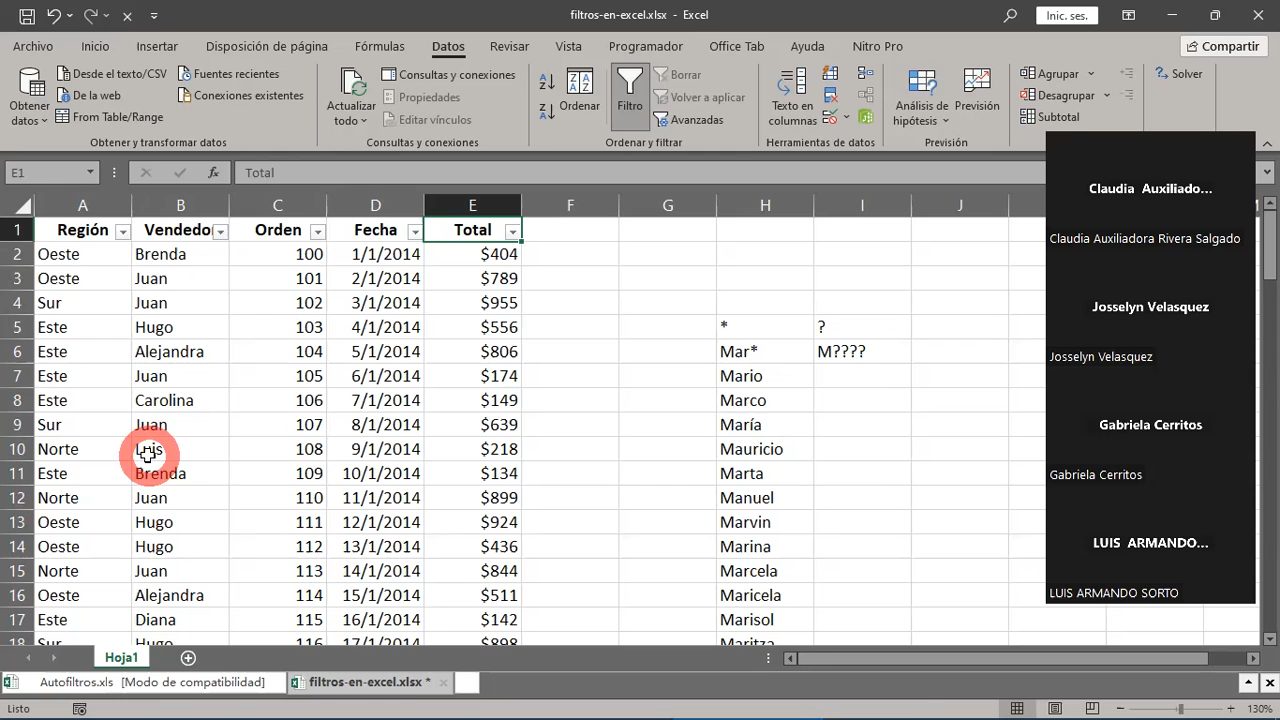 filtros-en-excel.xlsx - Excel
Inic. ses.
Archivo Inicio Insertar Disposición de página Fórmulas Datos Revisar Vista Programador Office Tab Ayuda Nitro Pro Compartir
Obtener datos
Desde el texto/CSV
De la web
From Table/Range
Fuentes recientes
Conexiones existentes
Obtener y transformar datos
Actualizar todo
Consultas y conexiones
Propiedades
Editar vínculos
Consultas y conexiones
Ordenar
Filtro
Borrar
Volver a aplicar
Avanzadas
Ordenar y filtrar
Texto en columnas
Herramientas de datos
Análisis de hipótesis
Previsión
Previsión
Agrupar
Desagrupar
Subtotal
Solver
E1 fx Total
A B C D E F G H I J M
1 Región Vendedo Orden Fecha Total
2 Oeste Brenda 100 1/1/2014 $404
3 Oeste Juan 101 2/1/2014 $789
4 Sur Juan 102 3/1/2014 $955
5 Este Hugo 103 4/1/2014 $556 * ?
6 Este Alejandra 104 5/1/2014 $806 Mar* M????
7 Este Juan 105 6/1/2014 $174 Mario
8 Este Carolina 106 7/1/2014 $149 Marco
9 Sur Juan 107 8/1/2014 $639 María
10 Norte Luis 108 9/1/2014 $218 Mauricio
11 Este Brenda 109 10/1/2014 $134 Marta
12 Norte Juan 110 11/1/2014 $899 Manuel
13 Oeste Hugo 111 12/1/2014 $924 Marvin
14 Oeste Hugo 112 13/1/2014 $436 Marina
15 Norte Juan 113 14/1/2014 $844 Marcela
16 Oeste Alejandra 114 15/1/2014 $511 Maricela
17 Este Diana 115 16/1/2014 $142 Marisol
18 Sur Hugo 116 17/1/2014 $898 Maritza
Claudia Auxiliado...
Claudia Auxiliadora Rivera Salgado
Josselyn Velasquez
Josselyn Velasquez
Gabriela Cerritos
Gabriela Cerritos
LUIS ARMANDO...
LUIS ARMANDO SORTO
Hoja1
Autofiltros.xls [Modo de compatibilidad] filtros-en-excel.xlsx *
Listo 130%